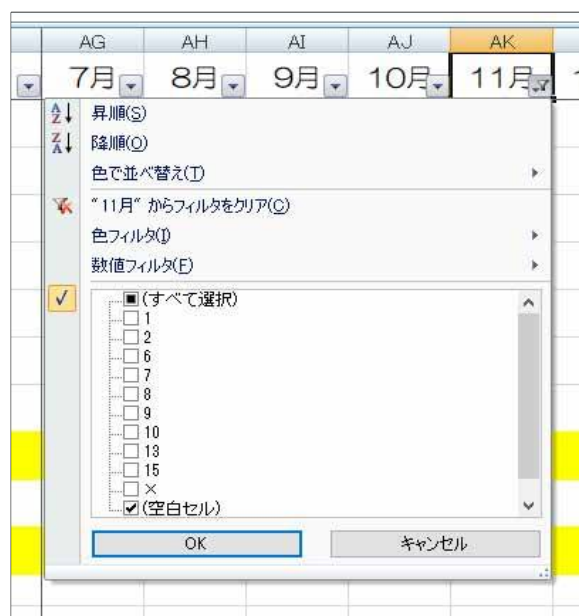 AG AH AI AJ AK
7月 8月 9月 10月 11月
昇順(S)
降順(O)
色で並べ替え(T)
"11月" からフィルタをクリア(C)
色フィルタ(I)
数値フィルタ(F)
(すべて選択)
1
2
6
7
8
9
10
13
15
×
(空白セル)
OK キャンセル